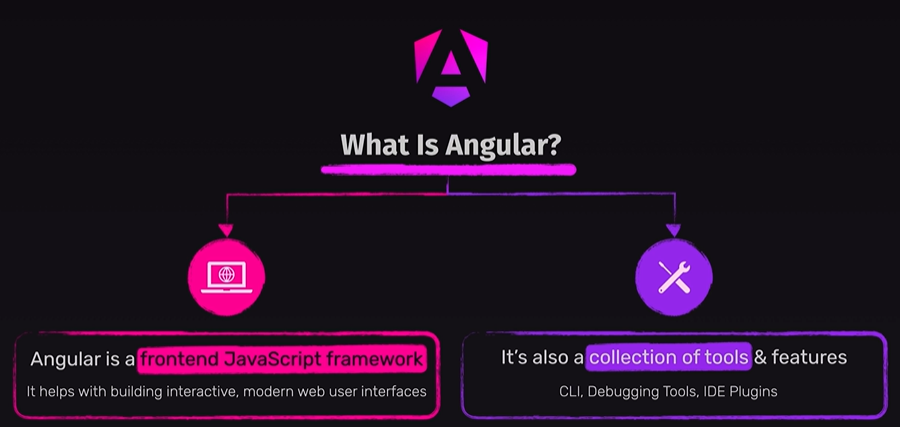 What Is Angular?
Angular is a frontend JavaScript framework
It helps with building interactive, modern web user interfaces
It's also a collection of tools & features
CLI, Debugging Tools, IDE Plugins